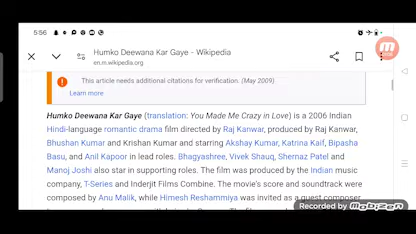 5:56
Humko Deewana Kar Gaye - Wikipedia
en.m.wikipedia.org
This article needs additional citations for verification. (May 2009)
Learn more
Humko Deewana Kar Gaye (translation: You Made Me Crazy in Love) is a 2006 Indian
Hindi-language romantic drama film directed by Raj Kanwar, produced by Raj Kanwar,
Bhushan Kumar and Krishan Kumar and starring Akshay Kumar, Katrina Kaif, Bipasha
Basu, and Anil Kapoor in lead roles. Bhagyashree, Vivek Shauq, Shernaz Patel and
Manoj Joshi also star in supporting roles. The film was produced by the Indian music
company, T-Series and Inderjit Films Combine. The movie's score and soundtrack were
composed by Anu Malik, while Himesh Reshammiya was invited as a guest composer
Recorded by Mobizen